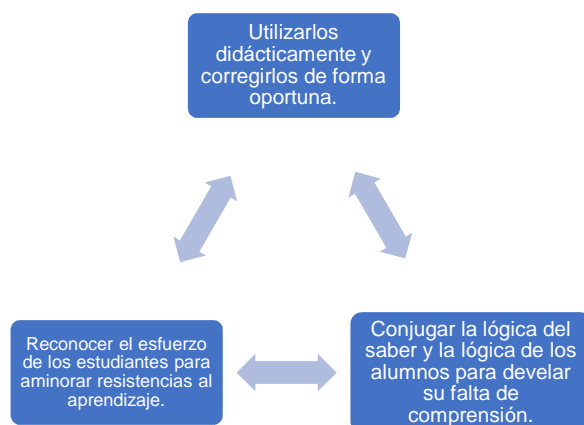 Utilizarlos
didácticamente y
corregirlos de forma
oportuna.
Reconocer el esfuerzo
de los estudiantes para
aminorar resistencias al
aprendizaje.
Conjugar la lógica del
saber y la lógica de los
alumnos para develar
su falta de
comprensión.